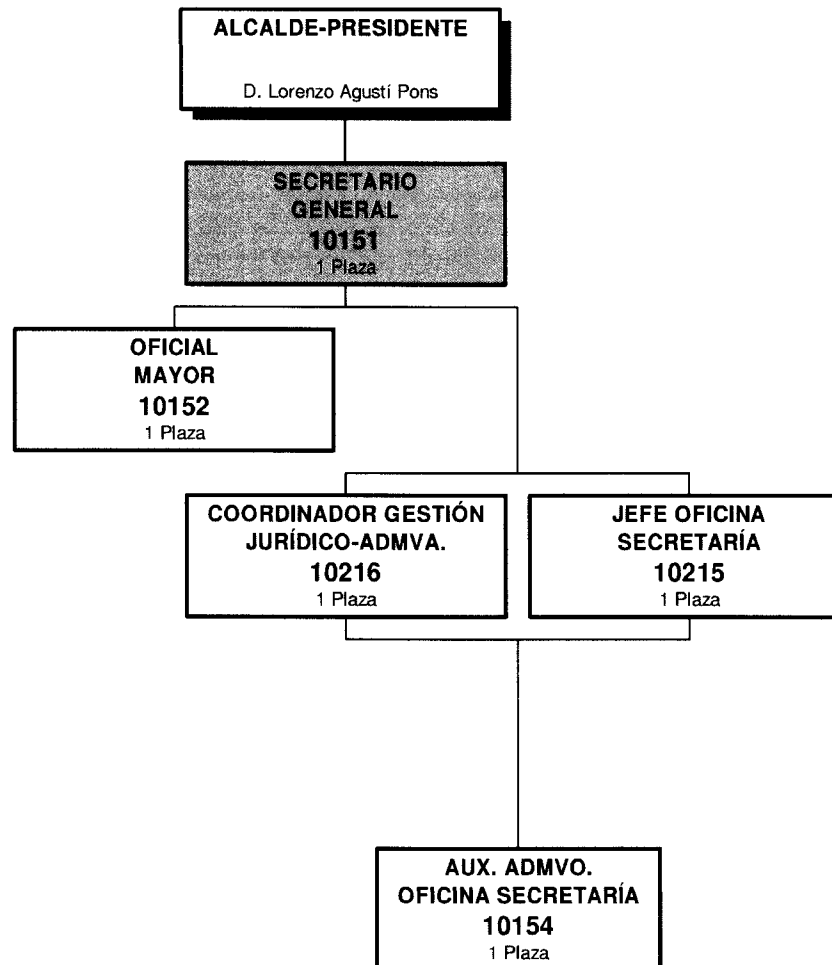 ALCALDE-PRESIDENTE
D. Lorenzo Agustí Pons
SECRETARIO
GENERAL
10151
1 Plaza
OFICIAL
MAYOR
10152
1 Plaza
COORDINADOR GESTIÓN
JURÍDICO-ADMVA.
10216
1 Plaza
JEFE OFICINA
SECRETARÍA
10215
1 Plaza
AUX. ADMVO.
OFICINA SECRETARÍA
10154
1 Plaza